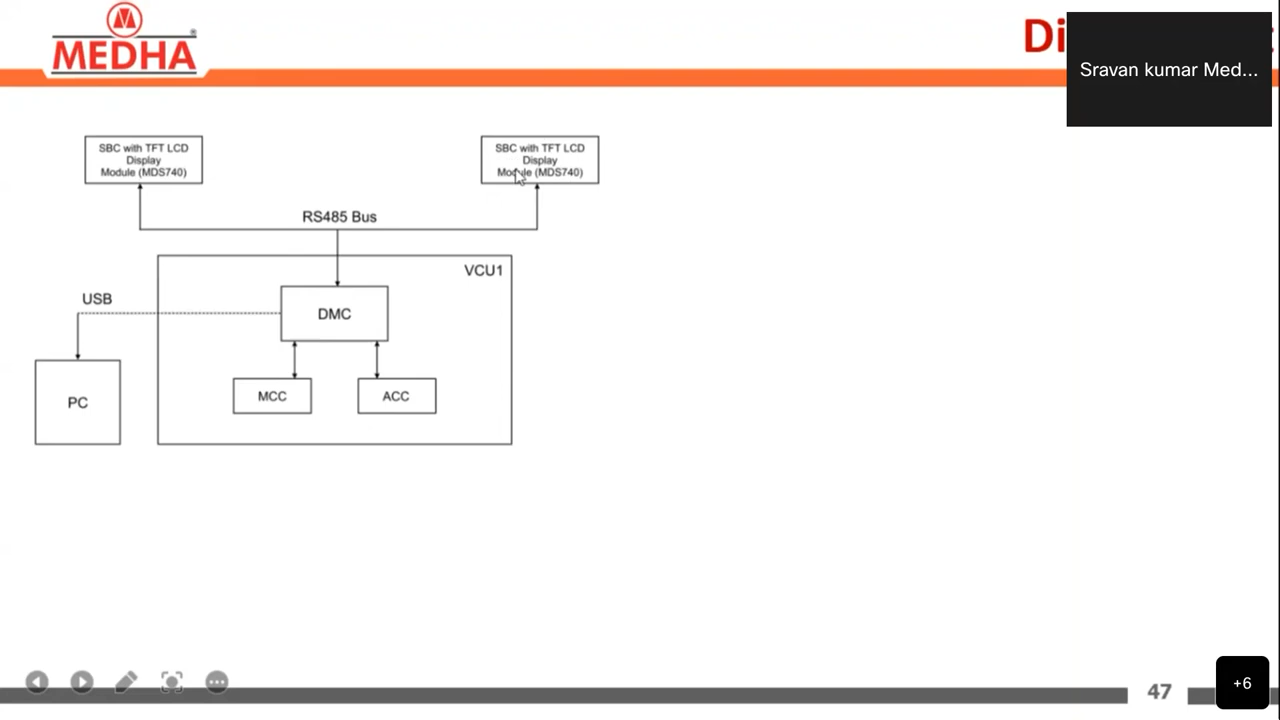 MEDHA
®
Di
Sravan kumar Med...
SBC with TFT LCD
Display
Module (MDS740)
SBC with TFT LCD
Display
Module (MDS740)
RS485 Bus
VCU1
USB
DMC
PC
MCC
ACC
47
+6